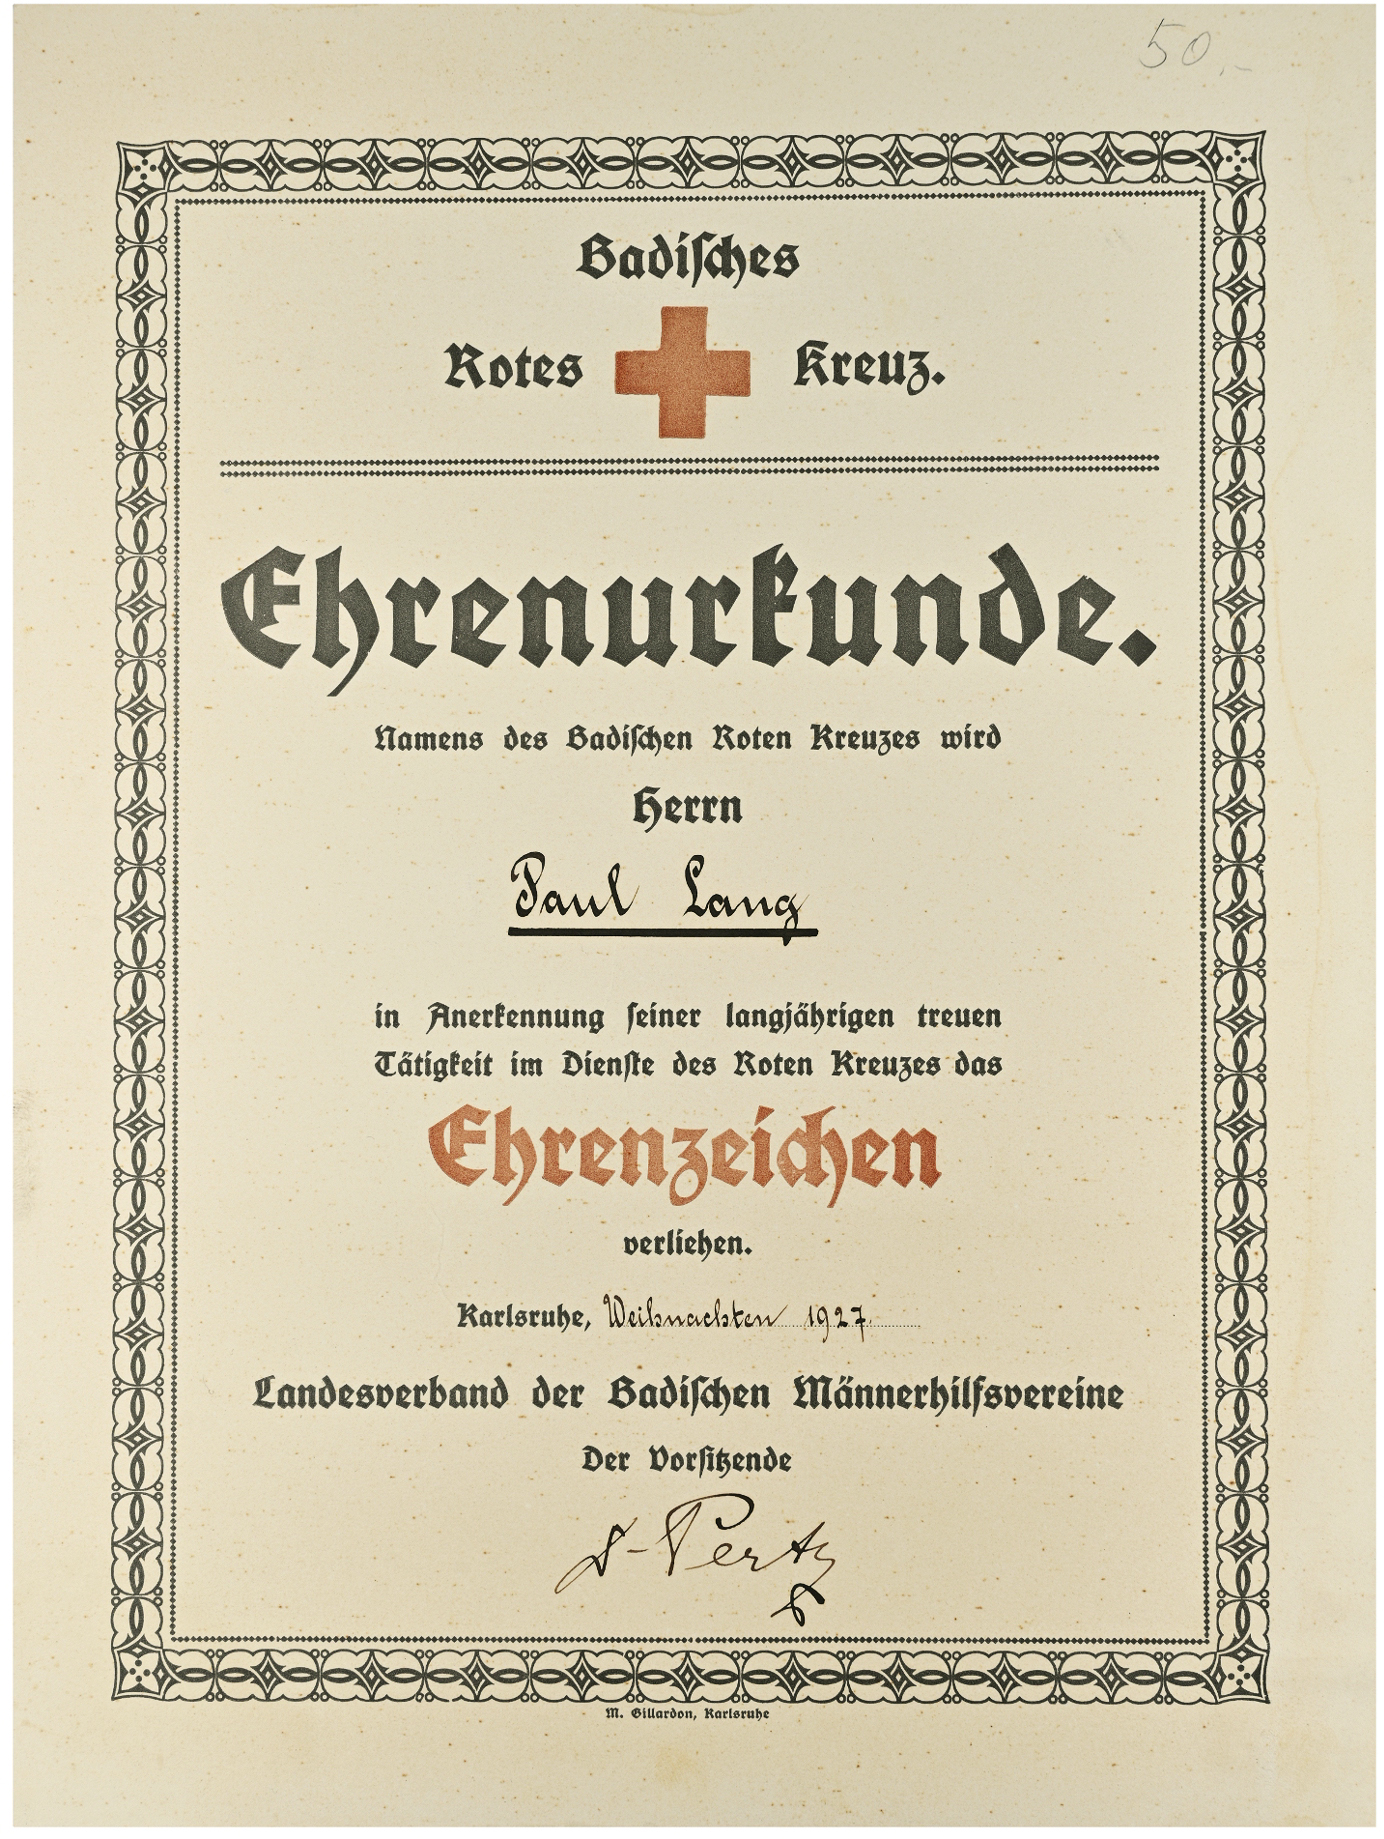 50,-
Badisches
Rotes Kreuz.
Ehrenurkunde.
Namens des Badischen Roten Kreuzes wird
Herrn
Paul Lang
in Anerkennung seiner langjährigen treuen
Tätigkeit im Dienste des Roten Kreuzes das
Ehrenzeichen
verliehen.
Karlsruhe, Weihnachten 1927.
Landesverband der Badischen Männerhilfsvereine
Der Vorsitzende
Pertz
M. Gillardon, Karlsruhe